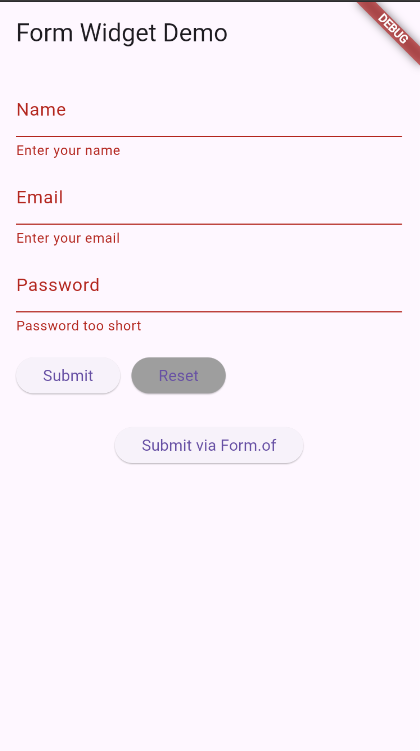 Form Widget Demo
DEBUG
Name
Enter your name
Email
Enter your email
Password
Password too short
Submit
Reset
Submit via Form.of